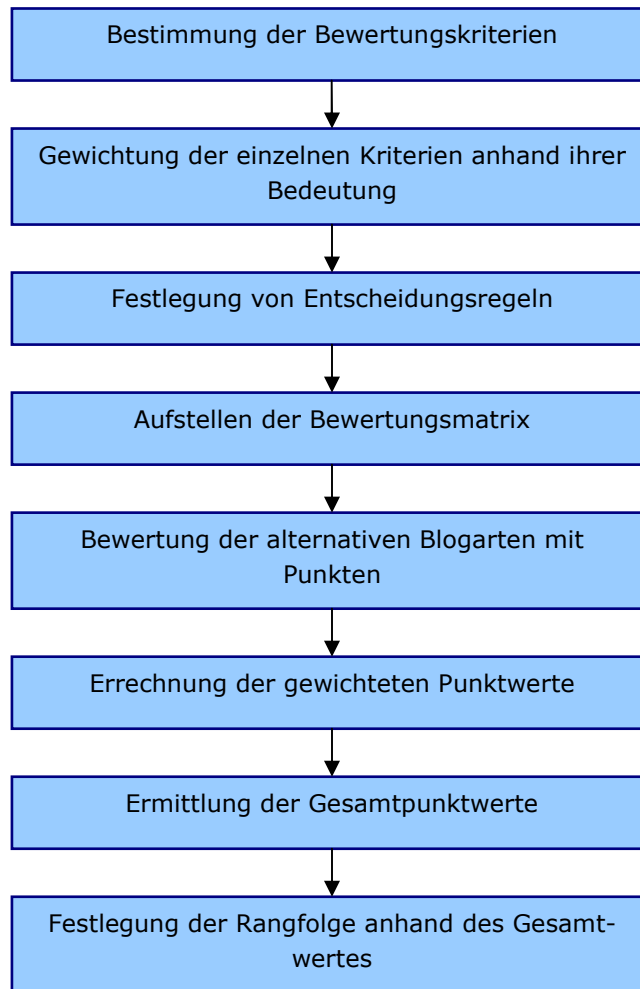 Bestimmung der Bewertungskriterien
Gewichtung der einzelnen Kriterien anhand ihrer
Bedeutung
Festlegung von Entscheidungsregeln
Aufstellen der Bewertungsmatrix
Bewertung der alternativen Blogarten mit
Punkten
Errechnung der gewichteten Punktwerte
Ermittlung der Gesamtpunktwerte
Festlegung der Rangfolge anhand des Gesamt-
wertes